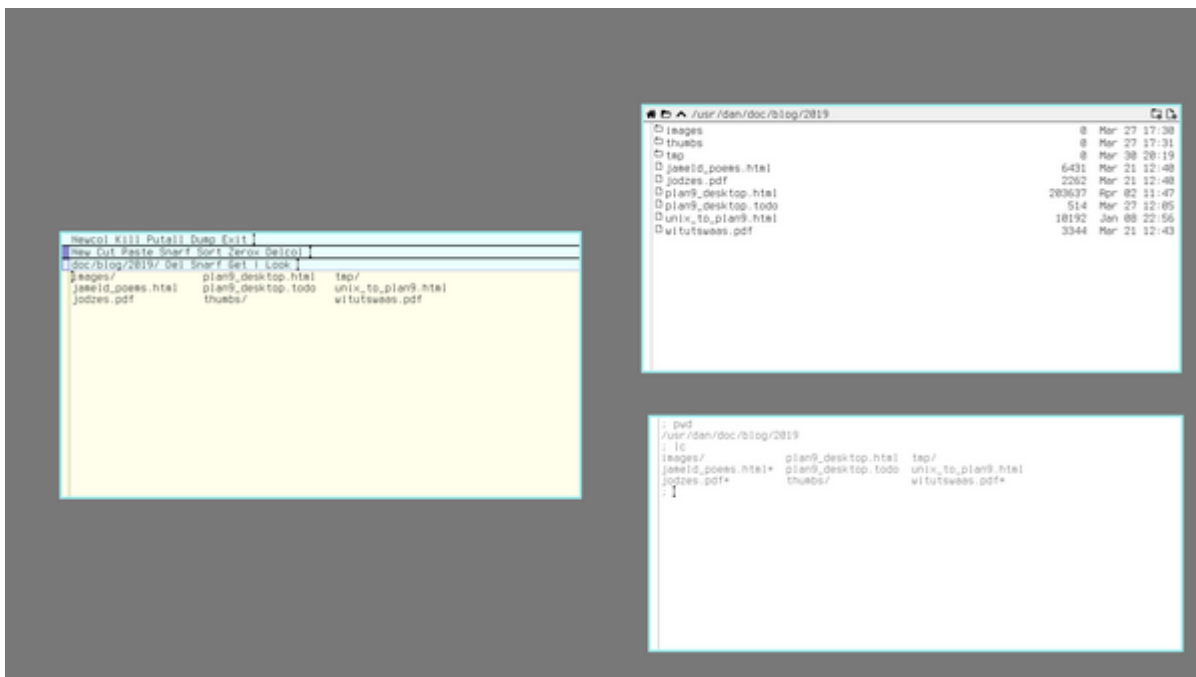 Newcol Kill Putall Dump Exit
New Cut Paste Snarf Sort Zerox Delcol
doc/blog/2019/ Del Snarf Get | Look
images/ plan9_desktop.html tmp/
jameld_poems.html plan9_desktop.todo unix_to_plan9.html
jodzes.pdf thumbs/ witutswaas.pdf
/usr/dan/doc/blog/2019
images 0 Mar 27 17:30
thumbs 0 Mar 27 17:31
tmp 0 Mar 30 20:19
jameld_poems.html 6431 Mar 21 12:40
jodzes.pdf 2262 Mar 21 12:40
plan9_desktop.html 203637 Apr 02 11:47
plan9_desktop.todo 514 Mar 27 12:05
unix_to_plan9.html 10192 Jan 08 22:56
witutswaas.pdf 3344 Mar 21 12:43
; pwd
/usr/dan/doc/blog/2019
; lc
images/ plan9_desktop.html tmp/
jameld_poems.html* plan9_desktop.todo unix_to_plan9.html
jodzes.pdf* thumbs/ witutswaas.pdf*
;